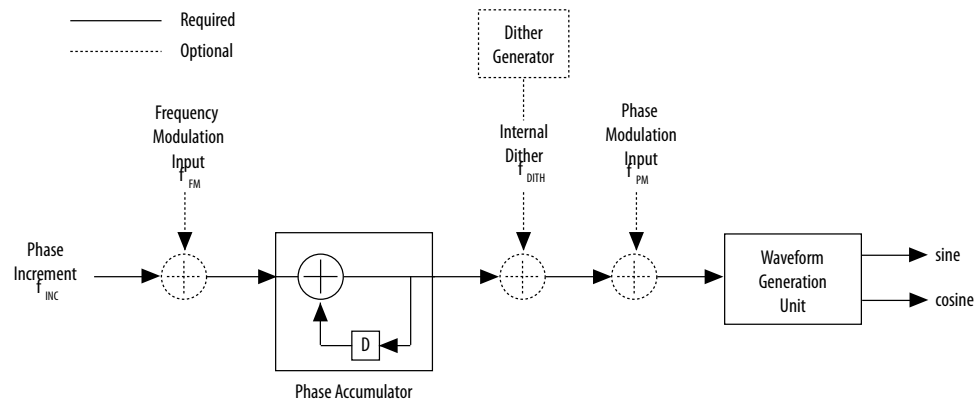 Required
Optional
Dither
Generator
Frequency
Modulation
Input
f FM
Internal
Dither
f DITH
Phase
Modulation
Input
f PM
Phase
Increment
f INC
D
Phase Accumulator
Waveform
Generation
Unit
sine
cosine